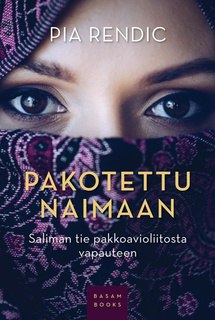 PIA RENDIC
PAKOTETTU
NAIMAAN
Saliman tie pakkoavioliitosta
vapauteen
BASAM
BOOKS